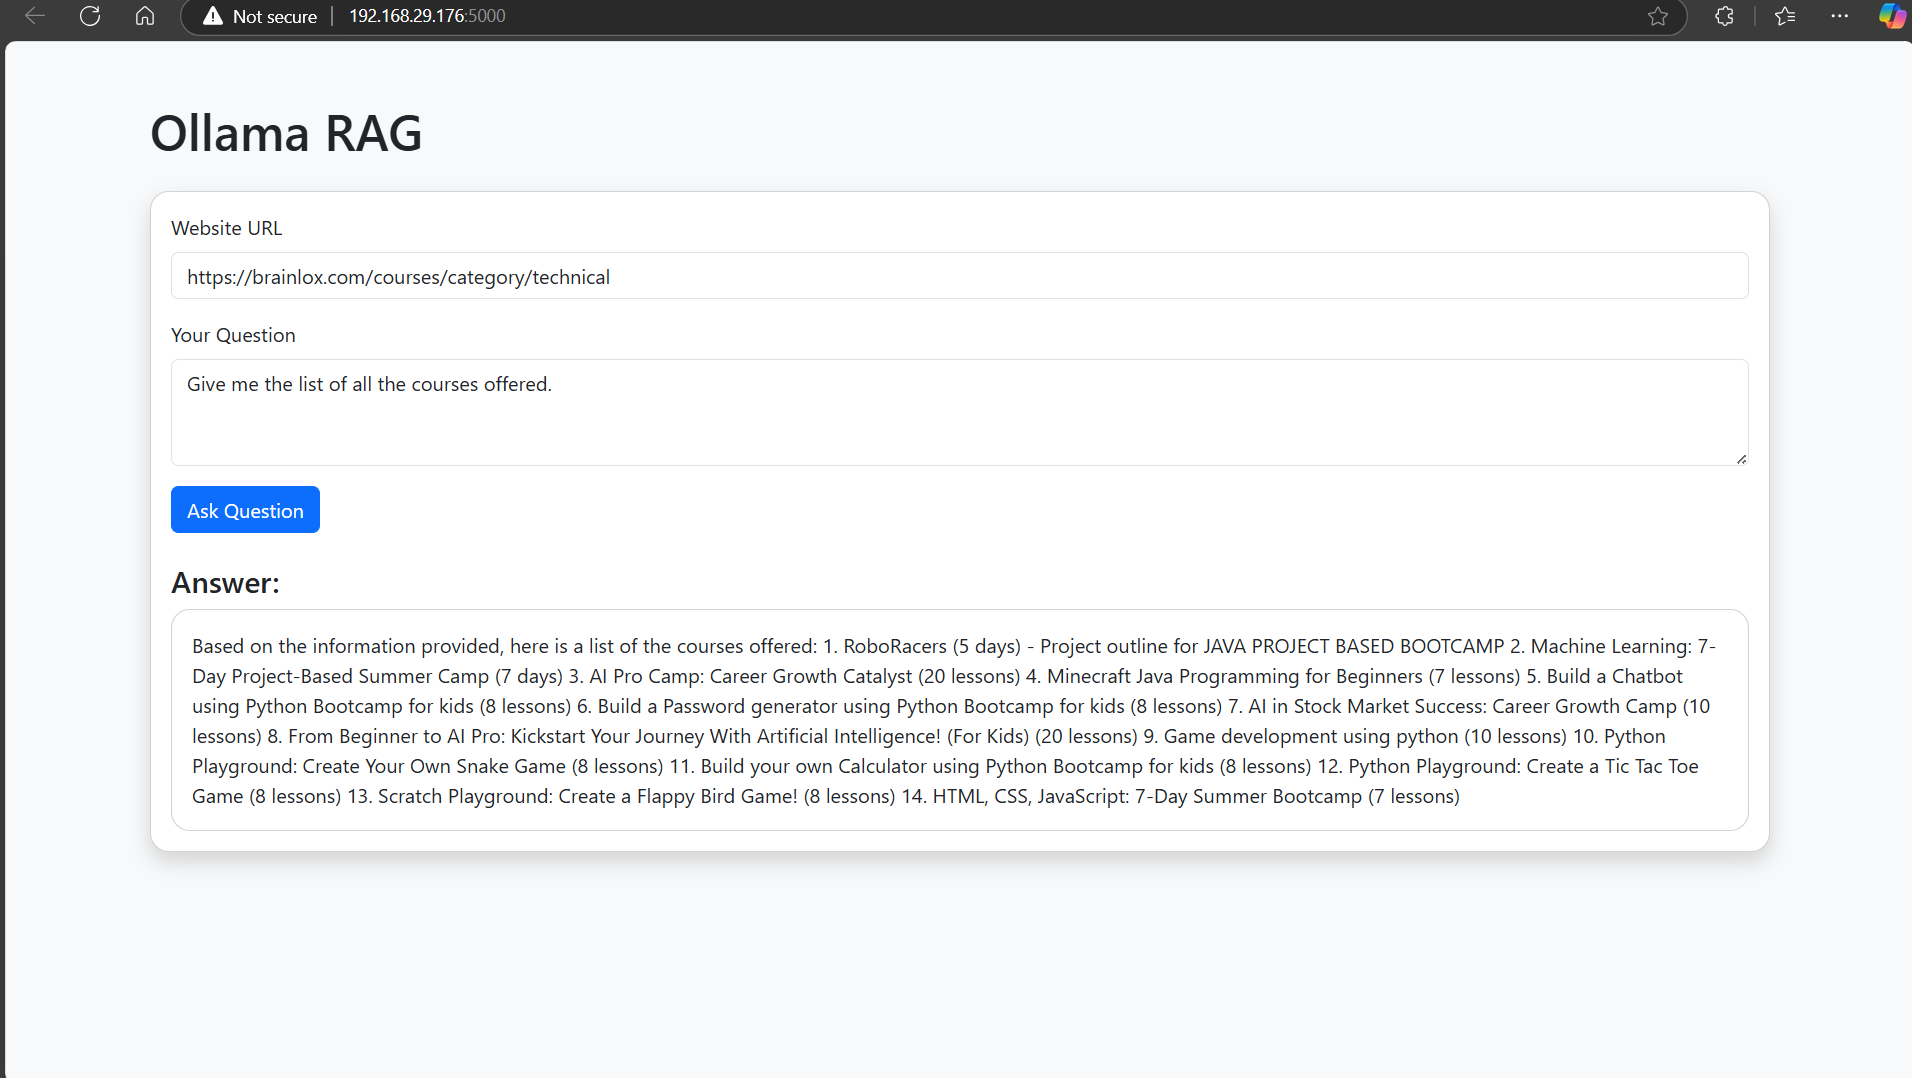 Not secure
192.168.29.176:5000
Ollama RAG
Website URL
https://brainlox.com/courses/category/technical
Your Question
Give me the list of all the courses offered.
Ask Question
Answer:
Based on the information provided, here is a list of the courses offered: 1. RoboRacers (5 days) - Project outline for JAVA PROJECT BASED BOOTCAMP 2. Machine Learning: 7-
Day Project-Based Summer Camp (7 days) 3. AI Pro Camp: Career Growth Catalyst (20 lessons) 4. Minecraft Java Programming for Beginners (7 lessons) 5. Build a Chatbot
using Python Bootcamp for kids (8 lessons) 6. Build a Password generator using Python Bootcamp for kids (8 lessons) 7. AI in Stock Market Success: Career Growth Camp (10
lessons) 8. From Beginner to AI Pro: Kickstart Your Journey With Artificial Intelligence! (For Kids) (20 lessons) 9. Game development using python (10 lessons) 10. Python
Playground: Create Your Own Snake Game (8 lessons) 11. Build your own Calculator using Python Bootcamp for kids (8 lessons) 12. Python Playground: Create a Tic Tac Toe
Game (8 lessons) 13. Scratch Playground: Create a Flappy Bird Game! (8 lessons) 14. HTML, CSS, JavaScript: 7-Day Summer Bootcamp (7 lessons)